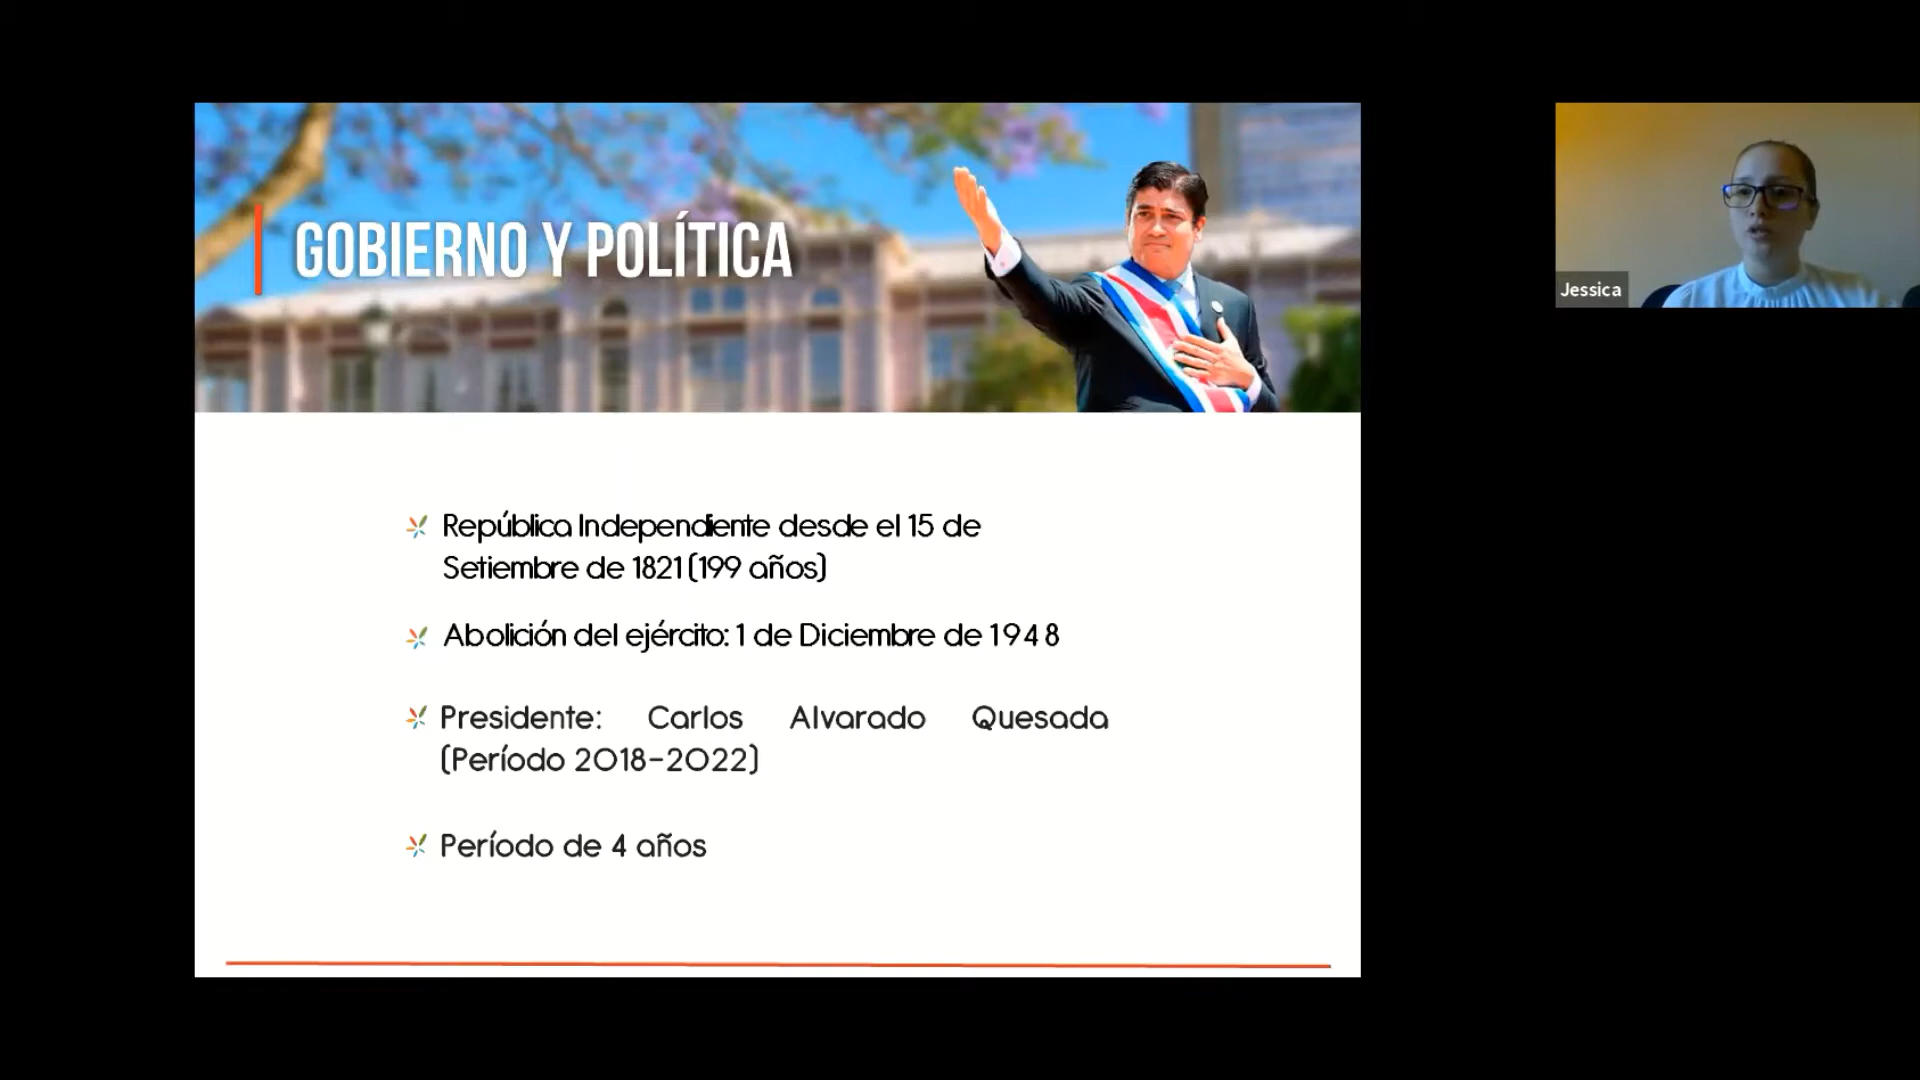 GOBIERNO Y POLÍTICA
República Independiente desde el 15 de
Setiembre de 1821 (199 años)
Abolición del ejército: 1 de Diciembre de 1948
Presidente: Carlos Alvarado Quesada
(Período 2018-2022)
Período de 4 años
Jessica